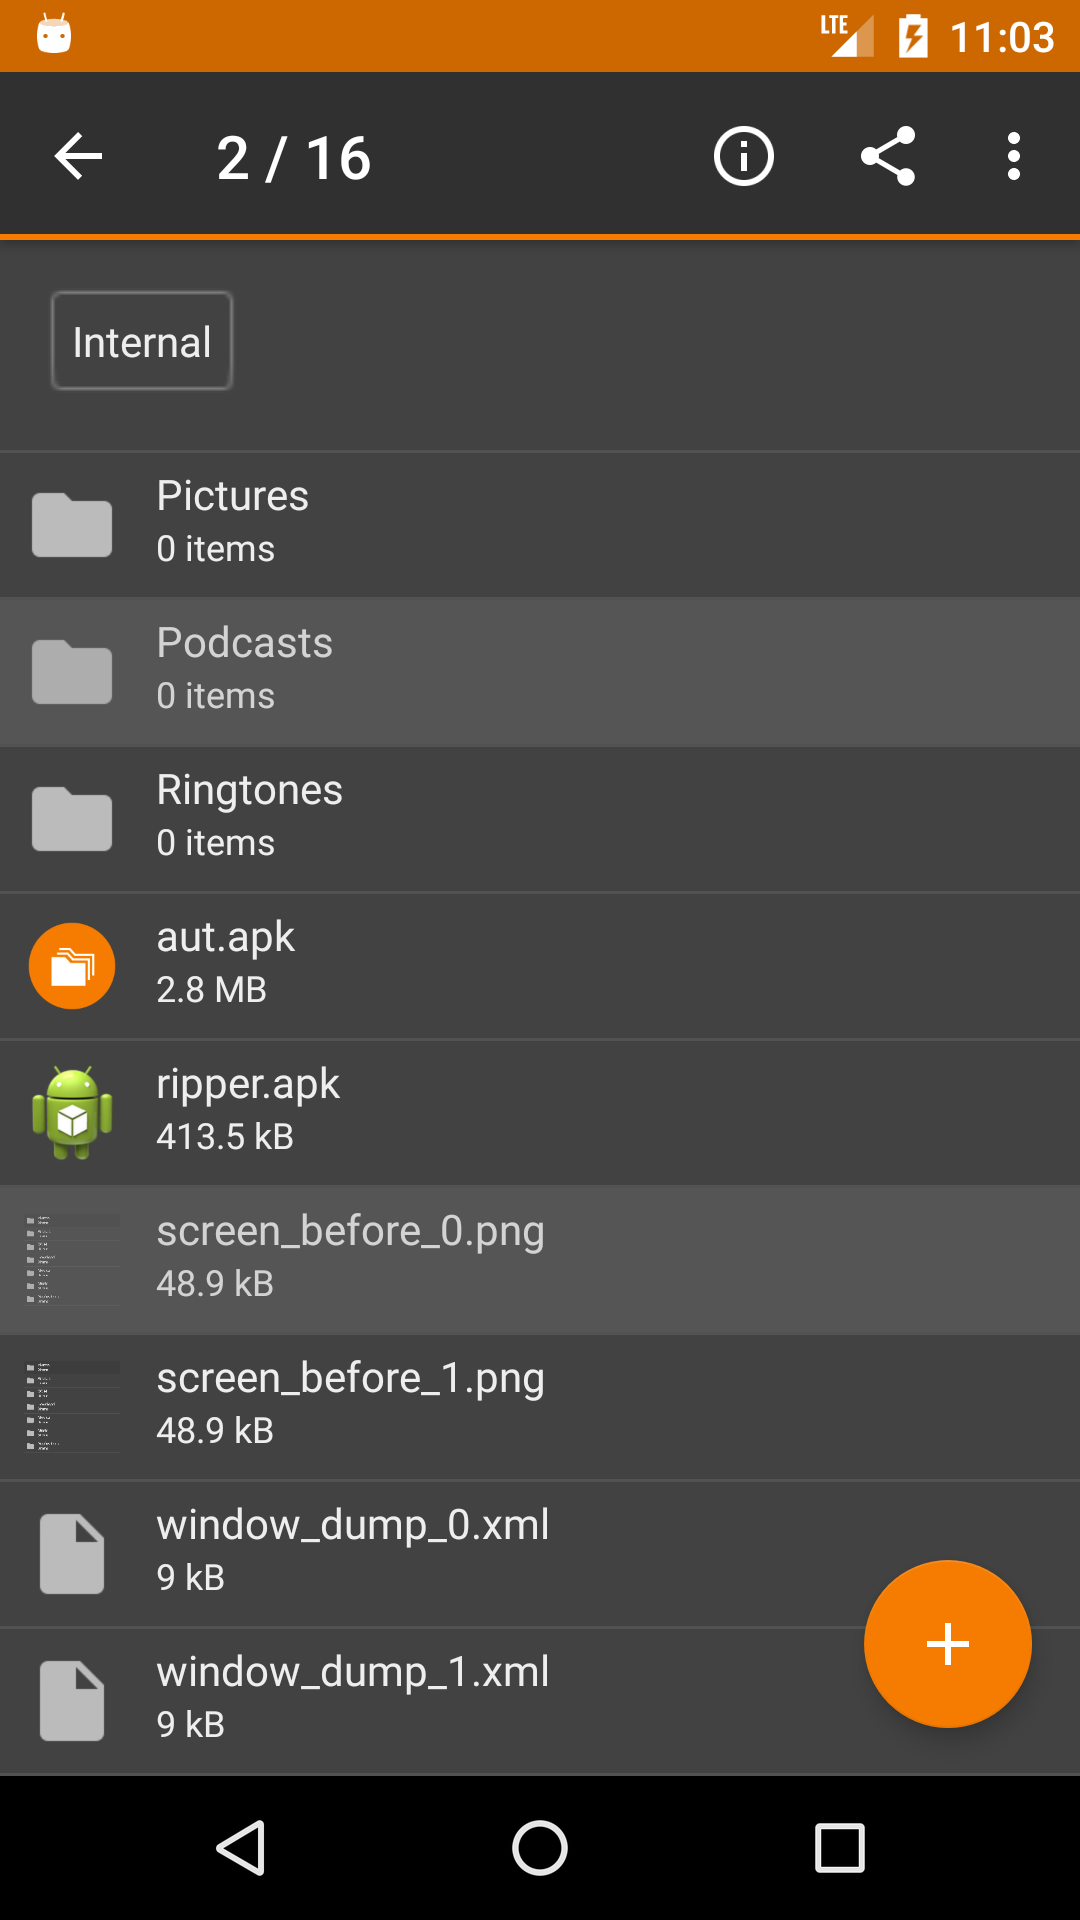 LTE 11:03
2 / 16
Internal
Pictures
0 items
Podcasts
0 items
Ringtones
0 items
aut.apk
2.8 MB
ripper.apk
413.5 kB
screen_before_0.png
48.9 kB
screen_before_1.png
48.9 kB
window_dump_0.xml
9 kB
window_dump_1.xml
9 kB